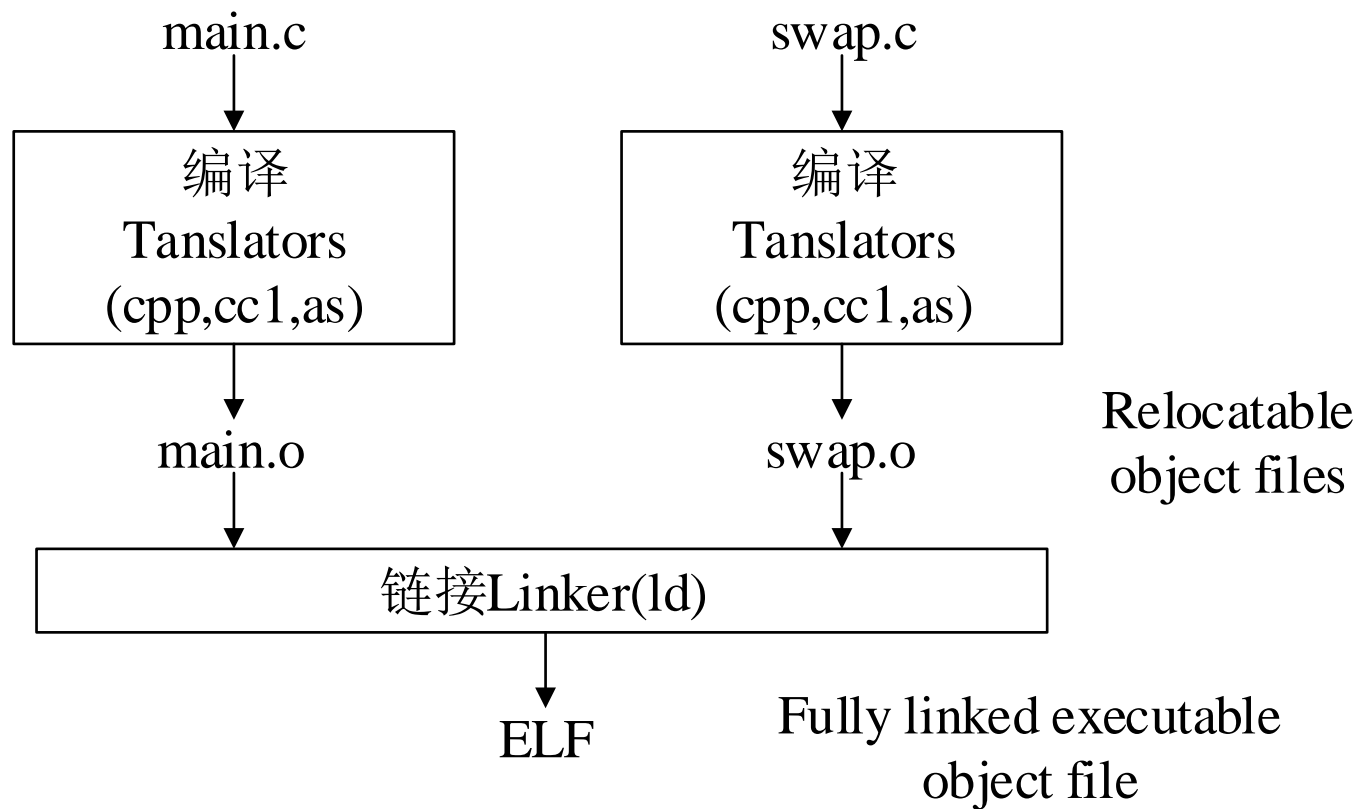 main.c
swap.c
编译
Tanslators
(cpp,cc1,as)
编译
Tanslators
(cpp,cc1,as)
main.o
swap.o
Relocatable
object files
链接Linker(ld)
ELF
Fully linked executable
object file